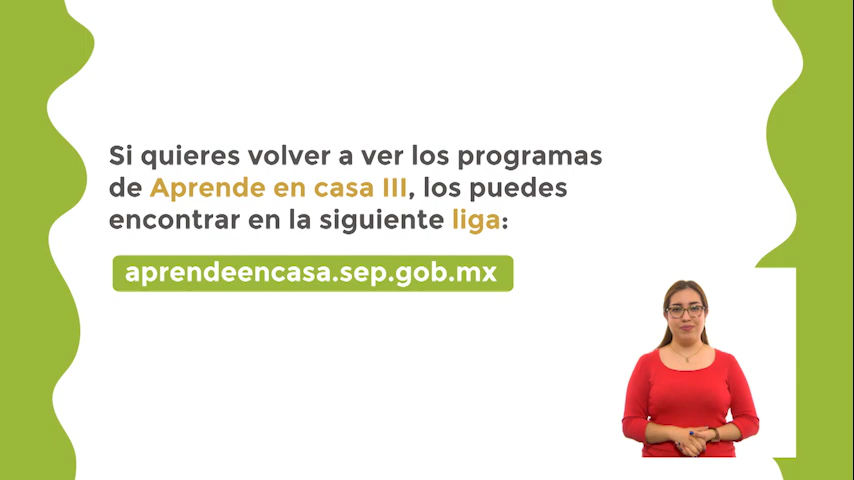 Si quieres volver a ver los programas
de Aprende en casa III, los puedes
encontrar en la siguiente liga:
aprendeencasa.sep.gob.mx